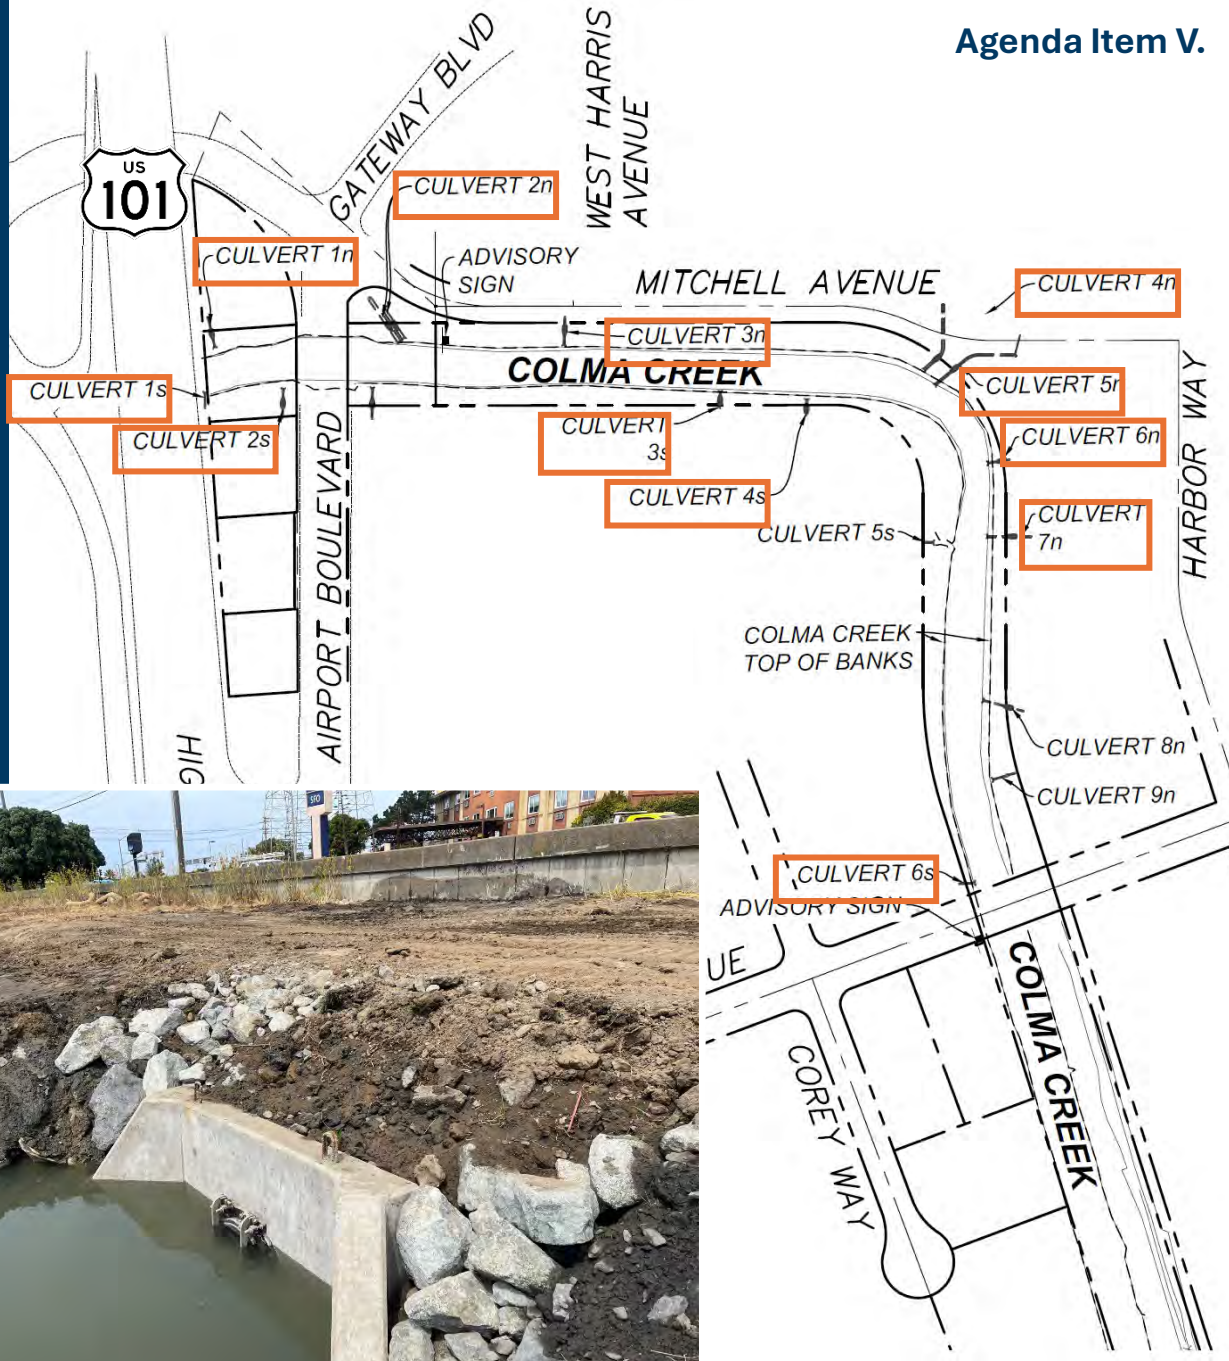 Agenda Item V.
GATEWAY BLVD
WEST HARRIS
AVENUE
US
101
CULVERT 2n
CULVERT 1n
ADVISORY
SIGN
MITCHELL AVENUE
CULVERT 4n
CULVERT 3n
COLMA CREEK
CULVERT 1s
CULVERT 5n
HARBOR WAY
CULVERT 2s
CULVERT
3s
CULVERT 6n
CULVERT 4s
CULVERT
7n
CULVERT 5s
AIRPORT BOULEVARD
COLMA CREEK
TOP OF BANKS
HIG
CULVERT 8n
CULVERT 9n
SFO
CULVERT 6s
ADVISORY SIGN
UE
COLMA CREEK
COREY WAY